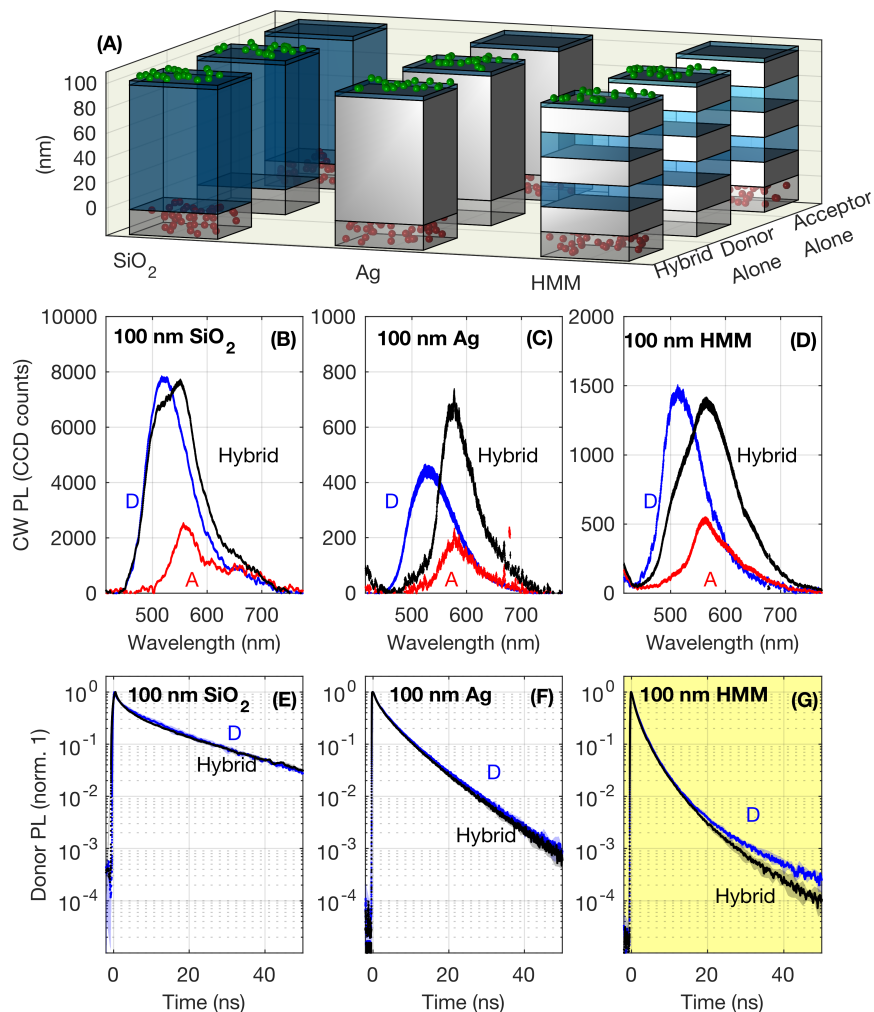 (A)
100
80
60
40
20
0
(nm)
SiO2
Ag
HMM
Hybrid
Donor Alone
Acceptor Alone
100 nm SiO2 (B)
10000
8000
6000
4000
2000
0
CW PL (CCD counts)
D
Hybrid
A
500 600 700
Wavelength (nm)
100 nm Ag (C)
1000
800
600
400
200
0
D
Hybrid
A
500 600 700
Wavelength (nm)
100 nm HMM (D)
2000
1500
1000
500
0
D
Hybrid
A
500 600 700
Wavelength (nm)
100 nm SiO2 (E)
10^0
10^-1
10^-2
10^-3
10^-4
Donor PL (norm. 1)
D
Hybrid
0 20 40
Time (ns)
100 nm Ag (F)
10^0
10^-1
10^-2
10^-3
10^-4
D
Hybrid
0 20 40
Time (ns)
100 nm HMM (G)
10^0
10^-1
10^-2
10^-3
10^-4
D
Hybrid
0 20 40
Time (ns)